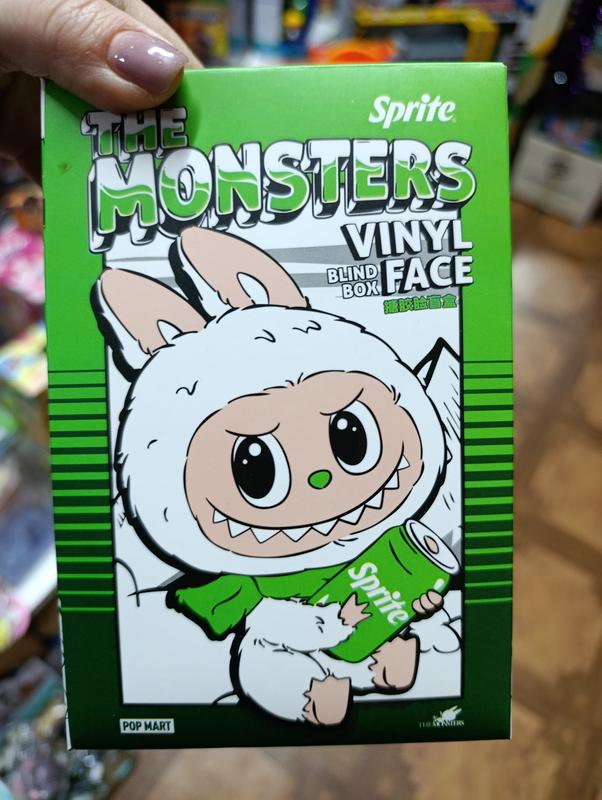 Sprite
THE
MONSTERS
VINYL
BLIND FACE
BOX
搪胶脸盲盒
Sprite
POP MART
THE MONSTERS